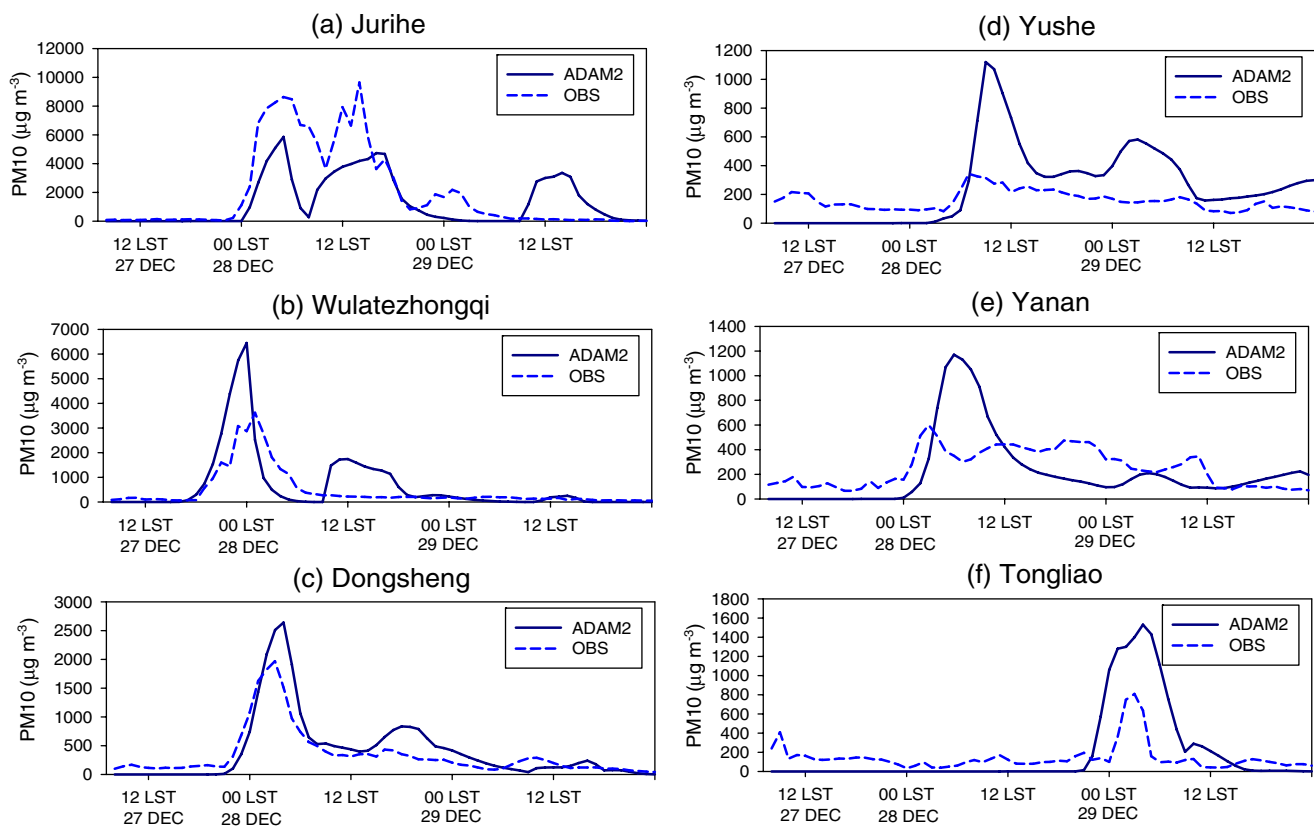 (a) Jurihe
PM10 (µg m⁻³)
12000
10000
8000
6000
4000
2000
0
ADAM2
OBS
12 LST 00 LST 12 LST 00 LST 12 LST
27 DEC 28 DEC 29 DEC
(b) Wulatezhongqi
PM10 (µg m⁻³)
7000
6000
5000
4000
3000
2000
1000
0
ADAM2
OBS
12 LST 00 LST 12 LST 00 LST 12 LST
27 DEC 28 DEC 29 DEC
(c) Dongsheng
PM10 (µg m⁻³)
3000
2500
2000
1500
1000
500
0
ADAM2
OBS
12 LST 00 LST 12 LST 00 LST 12 LST
27 DEC 28 DEC 29 DEC
(d) Yushe
PM10 (µg m⁻³)
1200
1000
800
600
400
200
0
ADAM2
OBS
12 LST 00 LST 12 LST 00 LST 12 LST
27 DEC 28 DEC 29 DEC
(e) Yanan
PM10 (µg m⁻³)
1400
1200
1000
800
600
400
200
0
ADAM2
OBS
12 LST 00 LST 12 LST 00 LST 12 LST
27 DEC 28 DEC 29 DEC
(f) Tongliao
PM10 (µg m⁻³)
1800
1600
1400
1200
1000
800
600
400
200
0
ADAM2
OBS
12 LST 00 LST 12 LST 00 LST 12 LST
27 DEC 28 DEC 29 DEC